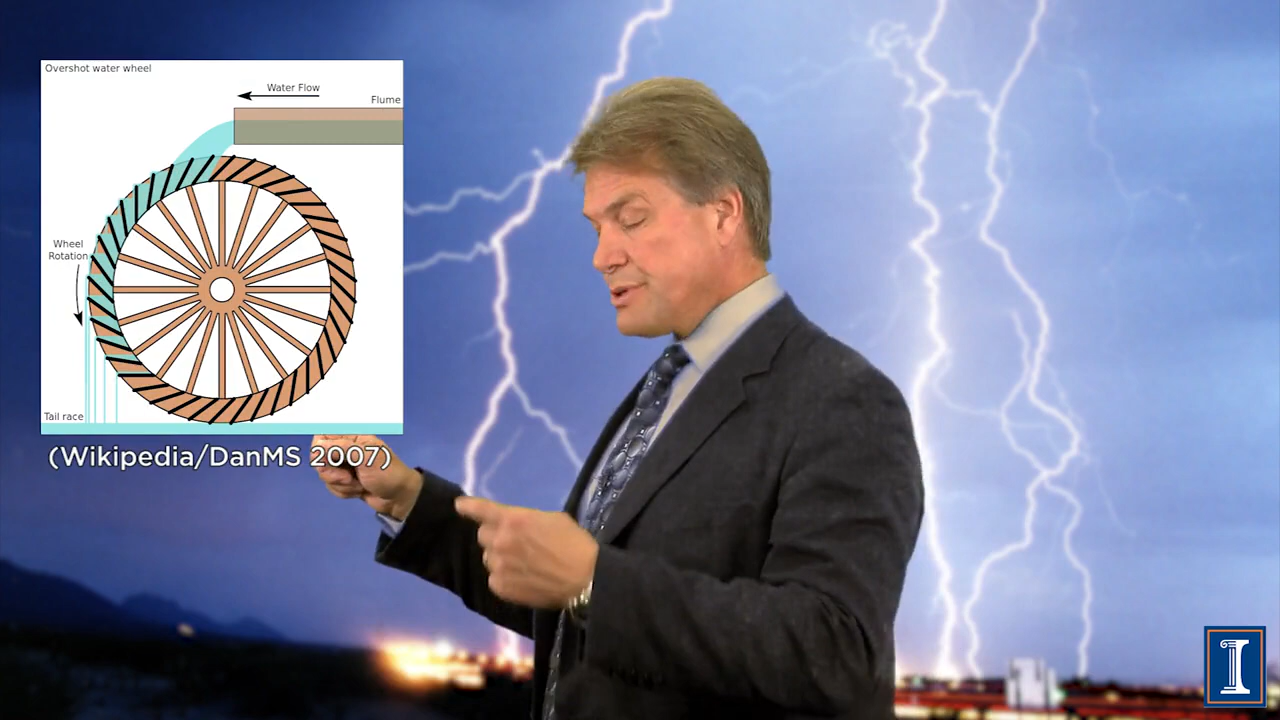 Overshot water wheel
Water Flow
Flume
Wheel
Rotation
Tail race
(Wikipedia/DanMS 2007)
I